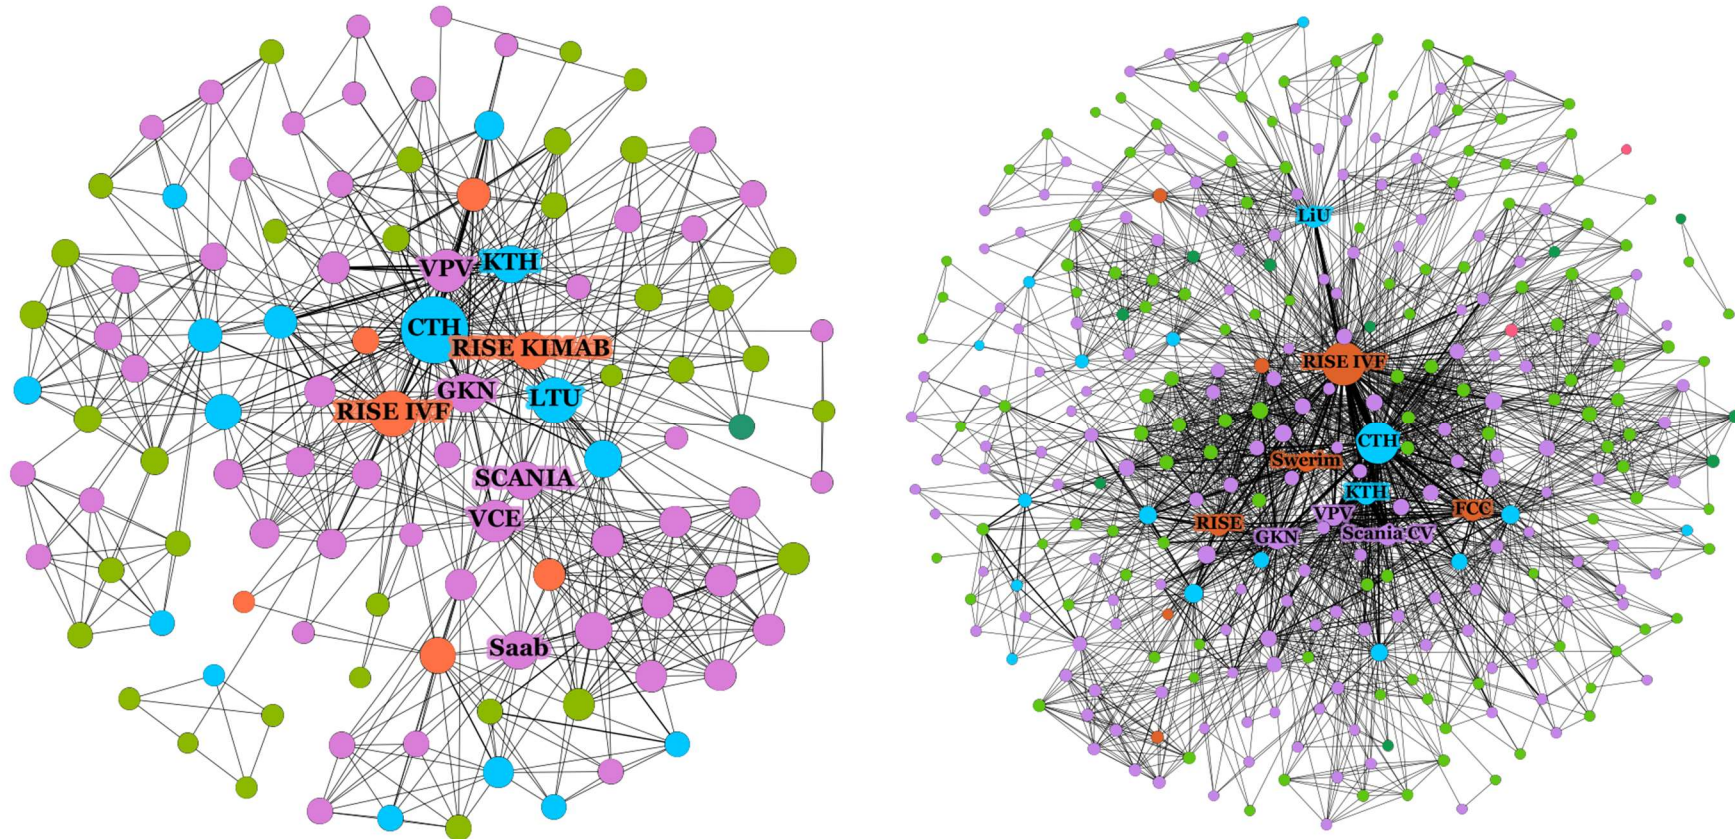 VPV
KTH
CTH
RISE KIMAB
GKN
LTU
RISE IVF
SCANIA
VCE
Saab
LiU
RISE IVF
CTH
Swerim
KTH
FCC
VPV
RISE
Scania CV
GKN